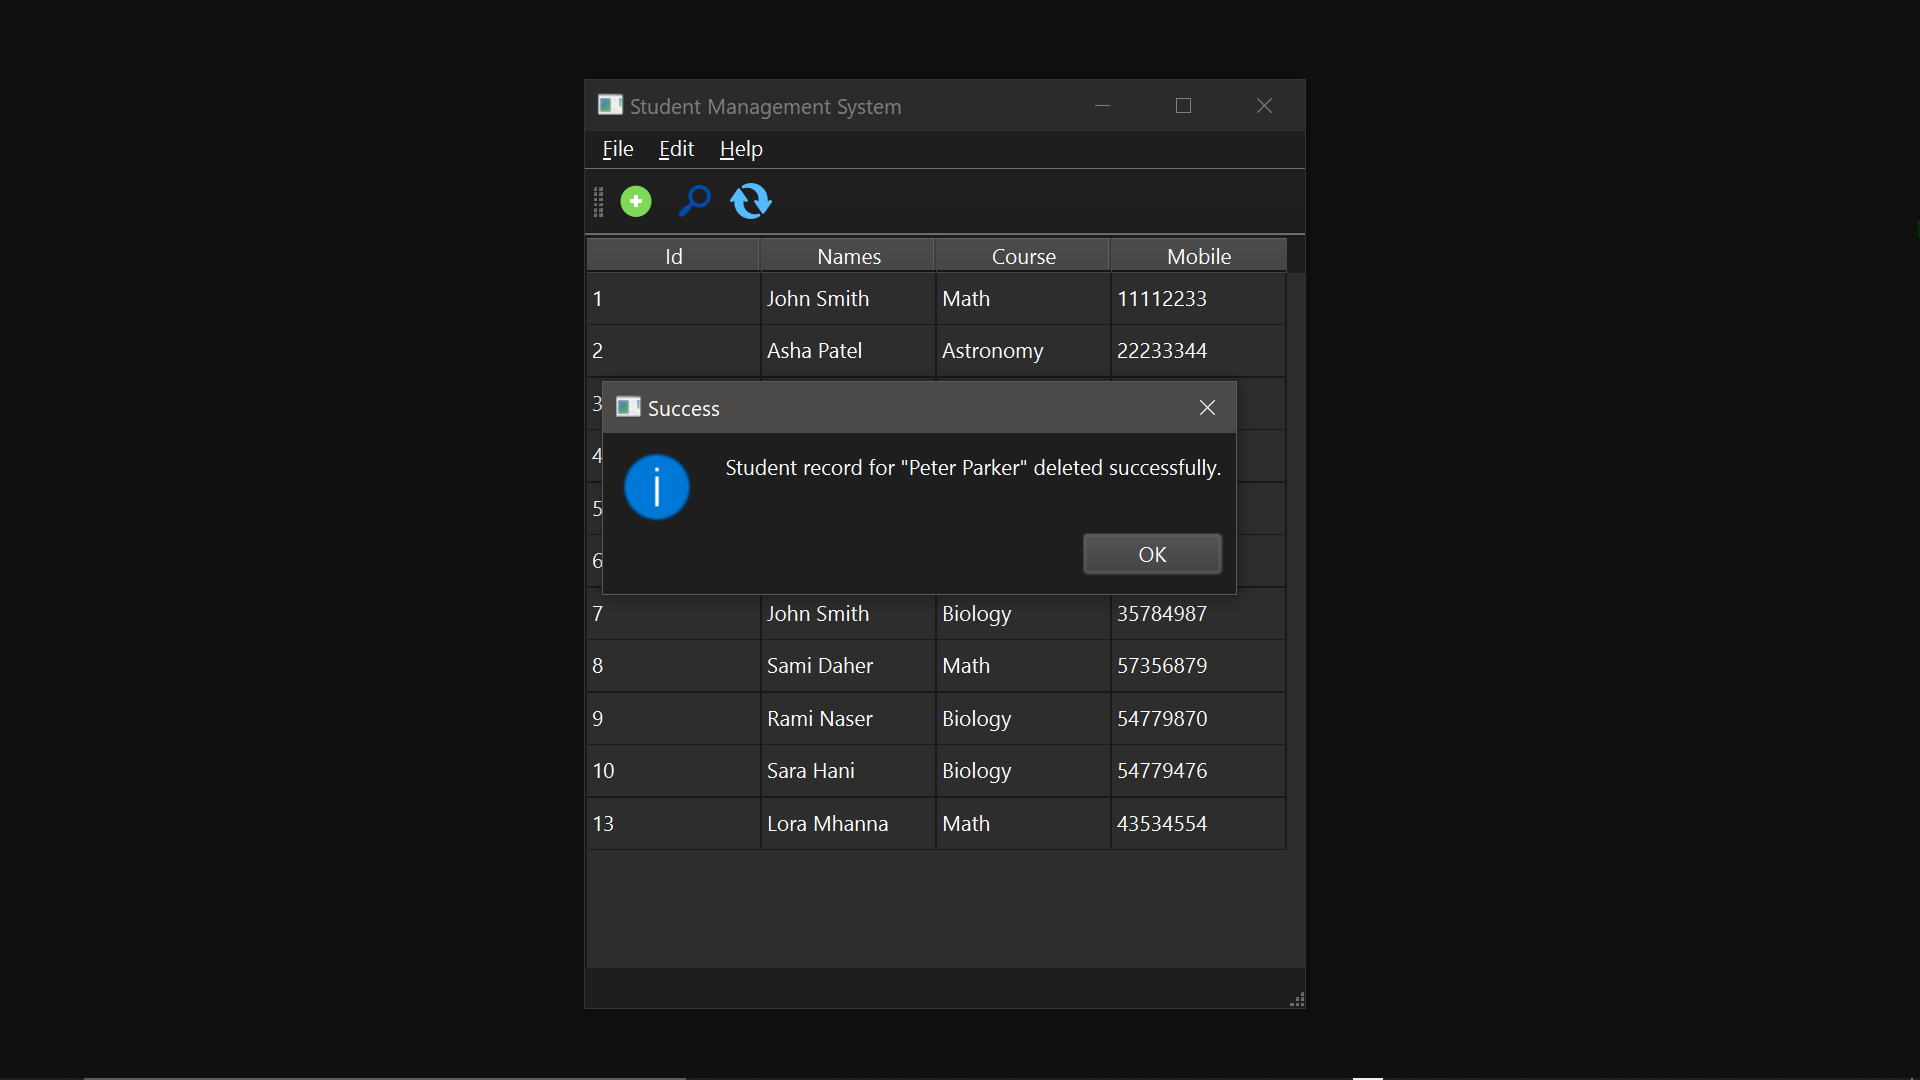 Student Management System
File Edit Help
Id Names Course Mobile
1 John Smith Math 11112233
2 Asha Patel Astronomy 22233344
3
Success
4
Student record for "Peter Parker" deleted successfully.
5
OK
6
7 John Smith Biology 35784987
8 Sami Daher Math 57356879
9 Rami Naser Biology 54779870
10 Sara Hani Biology 54779476
13 Lora Mhanna Math 43534554